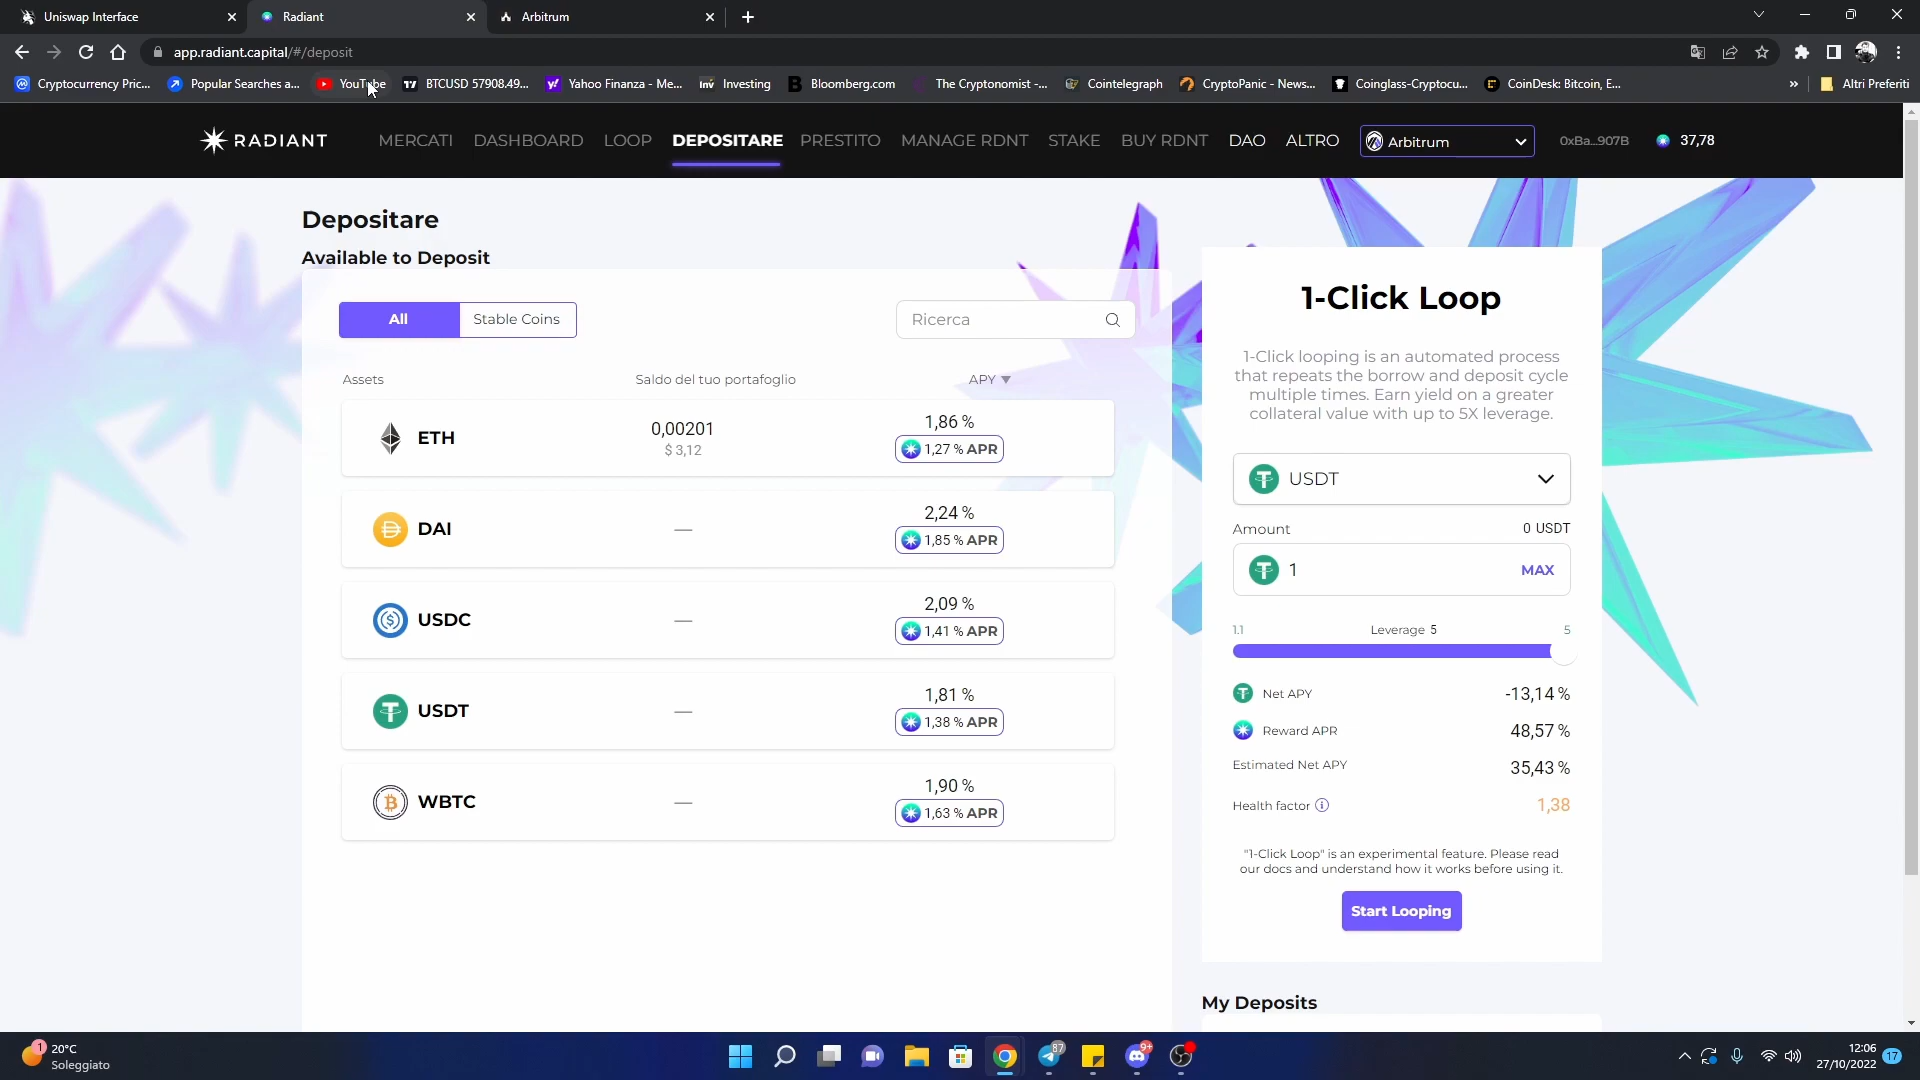 Uniswap Interface
Radiant
Arbitrum
app.radiant.capital/#/deposit
Cryptocurrency Pric...
Popular Searches a...
YouTube
BTCUSD 57908.49...
Yahoo Finanza - Me...
Investing
Bloomberg.com
The Cryptonomist -...
Cointelegraph
CryptoPanic - News...
Coinglass-Cryptocu...
CoinDesk: Bitcoin, E...
»
Altri Preferiti
RADIANT
MERCATI
DASHBOARD
LOOP
DEPOSITARE
PRESTITO
MANAGE RDNT
STAKE
BUY RDNT
DAO
ALTRO
Arbitrum
0xBa...907B
37,78
Depositare
Available to Deposit
All
Stable Coins
Ricerca
Assets
Saldo del tuo portafoglio
APY ▼
ETH
0,00201
$ 3,12
1,86 %
1,27 % APR
DAI
—
2,24 %
1,85 % APR
USDC
—
2,09 %
1,41 % APR
USDT
—
1,81 %
1,38 % APR
WBTC
—
1,90 %
1,63 % APR
1-Click Loop
1-Click looping is an automated process
that repeats the borrow and deposit cycle
multiple times. Earn yield on a greater
collateral value with up to 5X leverage.
USDT
Amount
0 USDT
1
MAX
1.1
Leverage 5
5
Net APY
-13,14 %
Reward APR
48,57 %
Estimated Net APY
35,43 %
Health factor
1,38
"1-Click Loop" is an experimental feature. Please read
our docs and understand how it works before using it.
Start Looping
My Deposits
1
20°C
Soleggiato
87
9+
12:06
27/10/2022
17